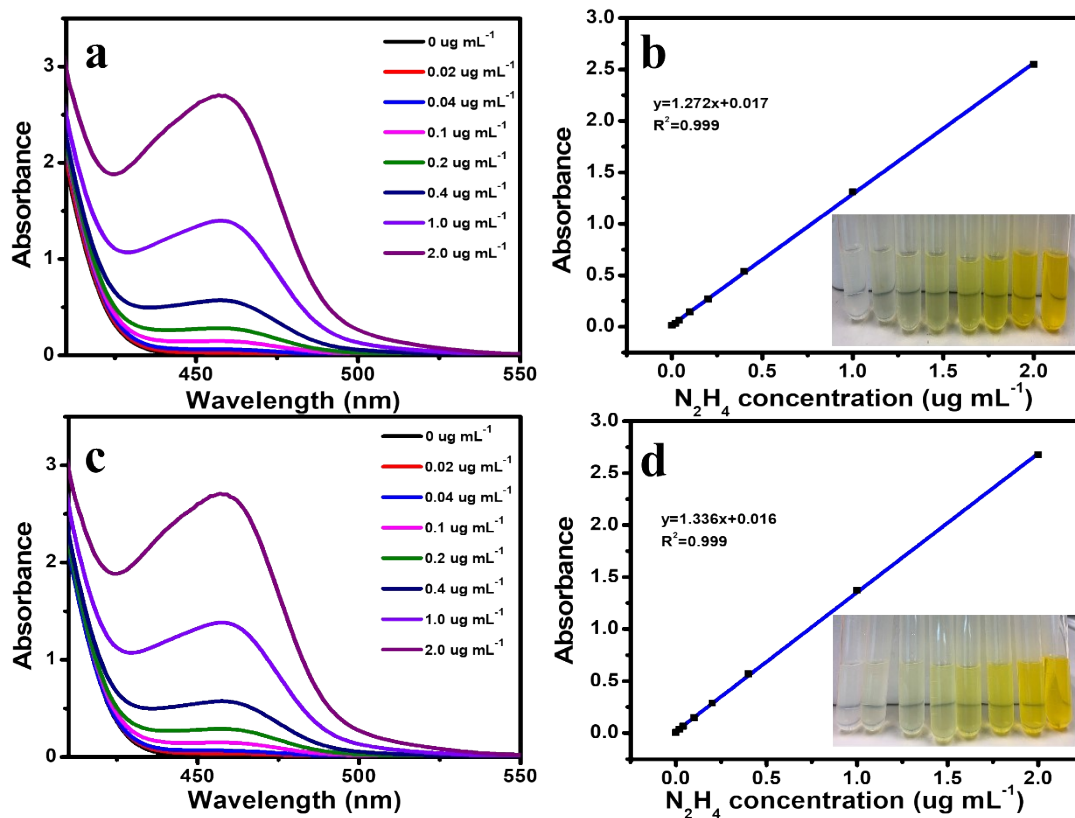 a
3
2
1
0
425
450
475
500
550
Absorbance
Wavelength (nm)
0 ug mL⁻¹
0.02 ug mL⁻¹
0.04 ug mL⁻¹
0.1 ug mL⁻¹
0.2 ug mL⁻¹
0.4 ug mL⁻¹
1.0 ug mL⁻¹
2.0 ug mL⁻¹
b
3.0
2.5
2.0
1.5
1.0
0.5
0.0
0.0
0.5
1.0
1.5
2.0
Absorbance
N₂H₄ concentration (ug mL⁻¹)
y=1.272x+0.017
R²=0.999
c
3
2
1
0
425
450
475
500
550
Absorbance
Wavelength (nm)
0 ug mL⁻¹
0.02 ug mL⁻¹
0.04 ug mL⁻¹
0.1 ug mL⁻¹
0.2 ug mL⁻¹
0.4 ug mL⁻¹
1.0 ug mL⁻¹
2.0 ug mL⁻¹
d
3.0
2.5
2.0
1.5
1.0
0.5
0.0
0.0
0.5
1.0
1.5
2.0
Absorbance
N₂H₄ concentration (ug mL⁻¹)
y=1.336x+0.016
R²=0.999